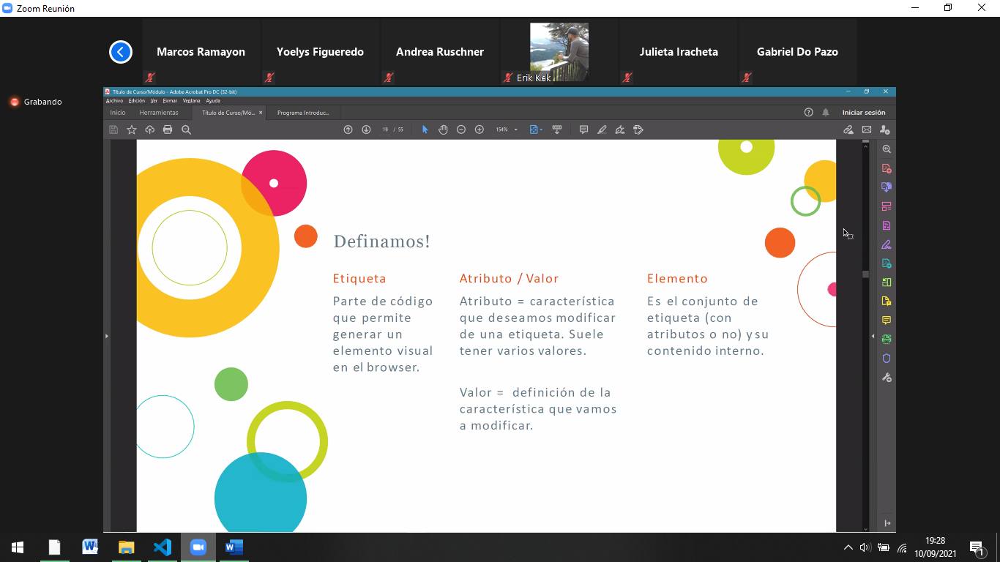 Zoom Reunión
Marcos Ramayon
Yoelys Figueredo
Andrea Ruschner
Erik Kek
Julieta Iracheta
Gabriel Do Pazo
Grabando
Título de Curso/Módulo - Adobe Acrobat Pro DC (32-bit)
Archivo Edición Ver Firmar Ventana Ayuda
Inicio Herramientas Título de Curso/Mó... × Programa Introduc... Iniciar sesión
19 / 55 154%
Definamos!
Etiqueta
Parte de código
que permite
generar un
elemento visual
en el browser.
Atributo / Valor
Atributo = característica
que deseamos modificar
de una etiqueta. Suele
tener varios valores.
Valor = definición de la
característica que vamos
a modificar.
Elemento
Es el conjunto de
etiqueta (con
atributos o no) y su
contenido interno.
19:28
10/09/2021
1